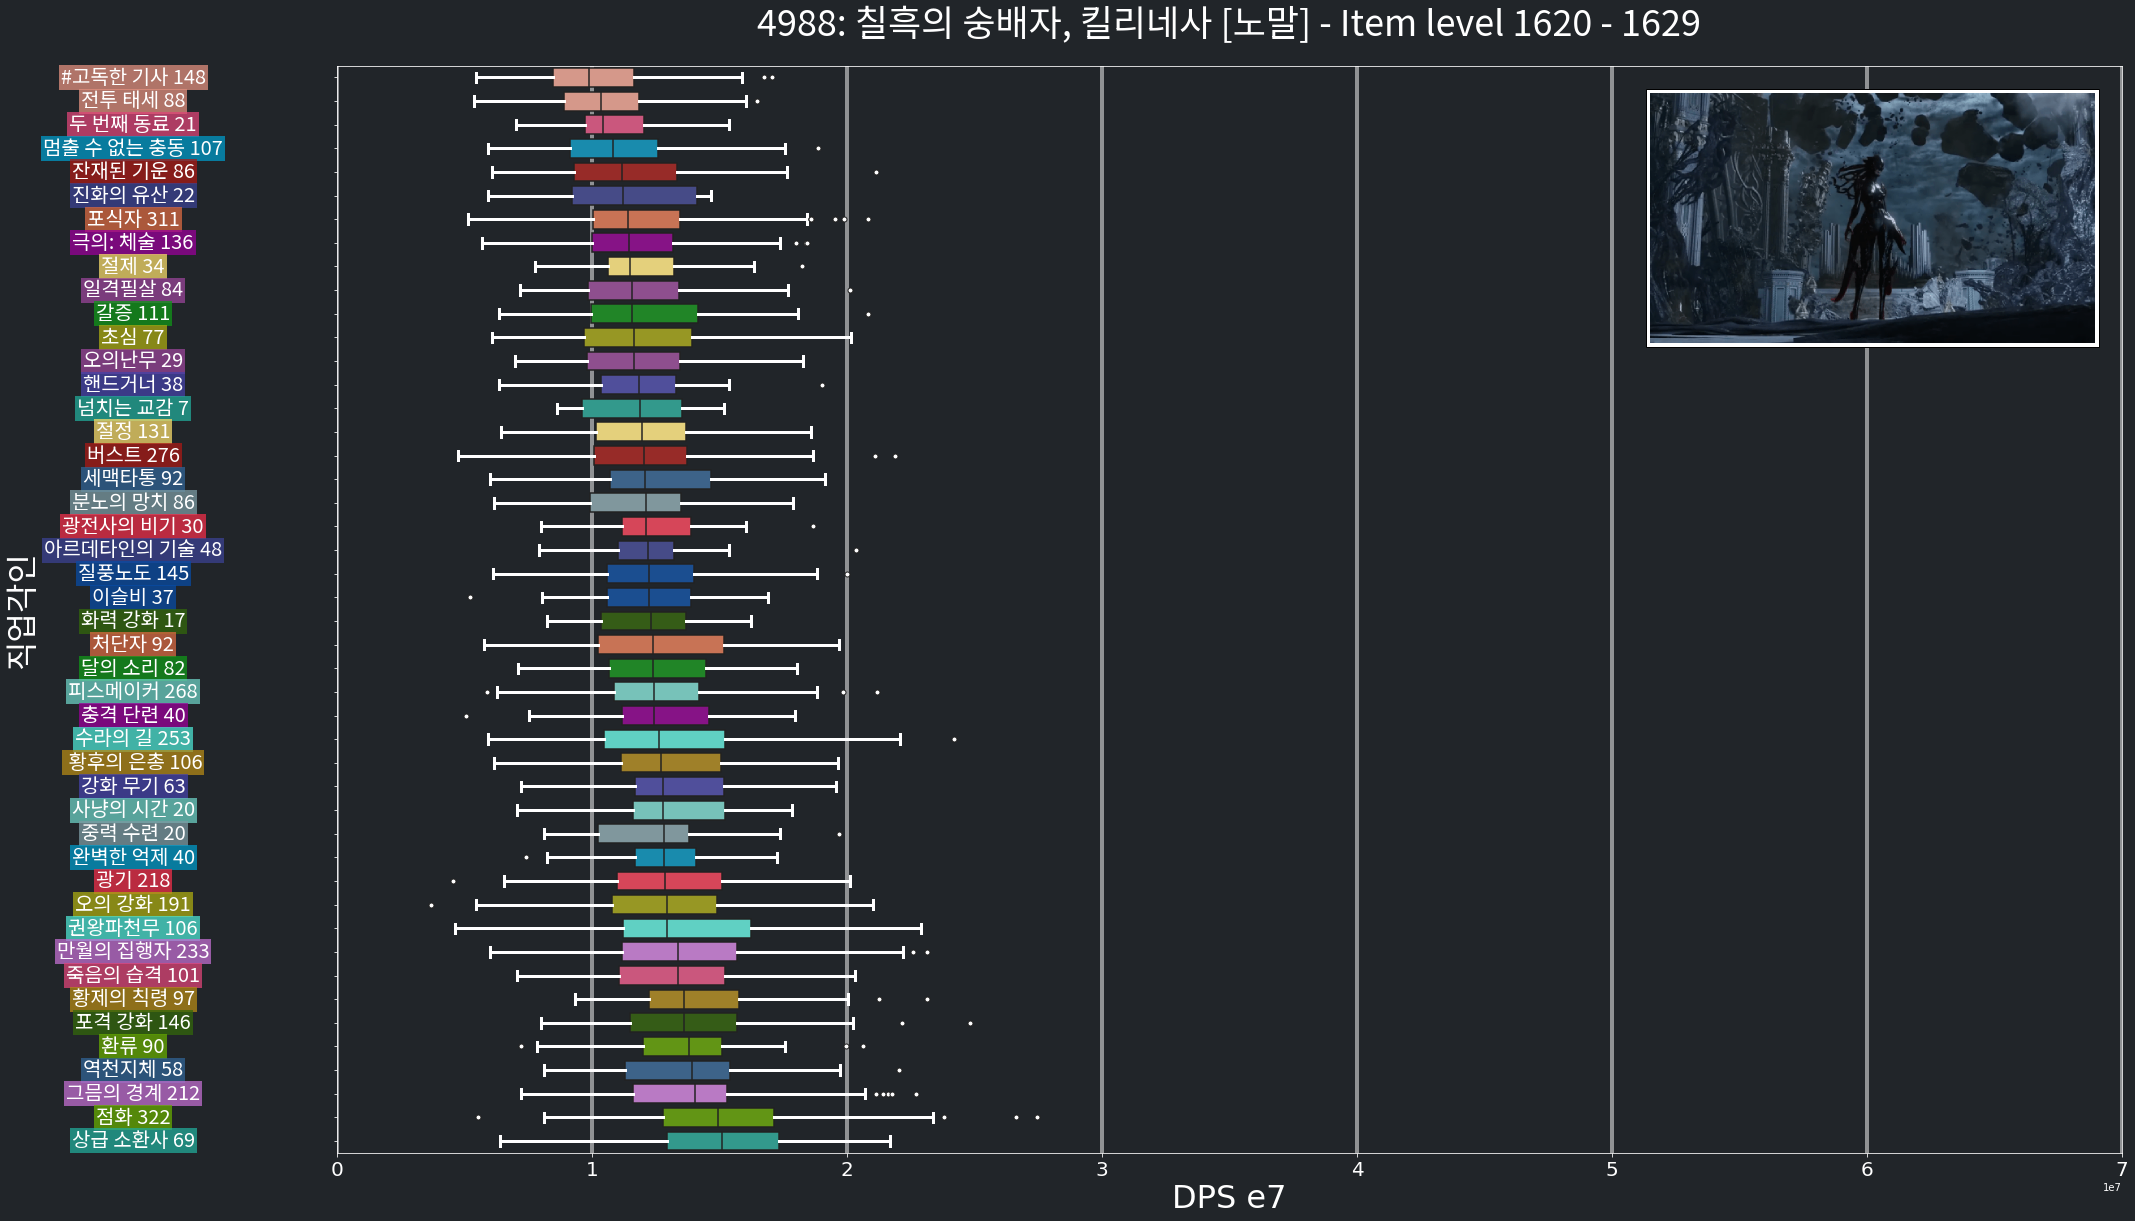 4988: 칠흑의 숭배자, 킬리네사 [노말] - Item level 1620 - 1629
#고독한 기사 148
전투 태세 88
두 번째 동료 21
멈출 수 없는 충동 107
잔재된 기운 86
진화의 유산 22
포식자 311
극의: 체술 136
절제 34
일격필살 84
갈증 111
초심 77
오의난무 29
핸드거너 38
넘치는 교감 7
절정 131
버스트 276
세맥타통 92
분노의 망치 86
광전사의 비기 30
아르데타인의 기술 48
질풍노도 145
이슬비 37
화력 강화 17
처단자 92
달의 소리 82
피스메이커 268
충격 단련 40
수라의 길 253
황후의 은총 106
강화 무기 63
사냥의 시간 20
중력 수련 20
완벽한 억제 40
광기 218
오의 강화 191
권왕파천무 106
만월의 집행자 233
죽음의 습격 101
황제의 칙령 97
포격 강화 146
환류 90
역천지체 58
그믐의 경계 212
점화 322
상급 소환사 69
직업각인
0 1 2 3 4 5 6 7
1e7
DPS e7